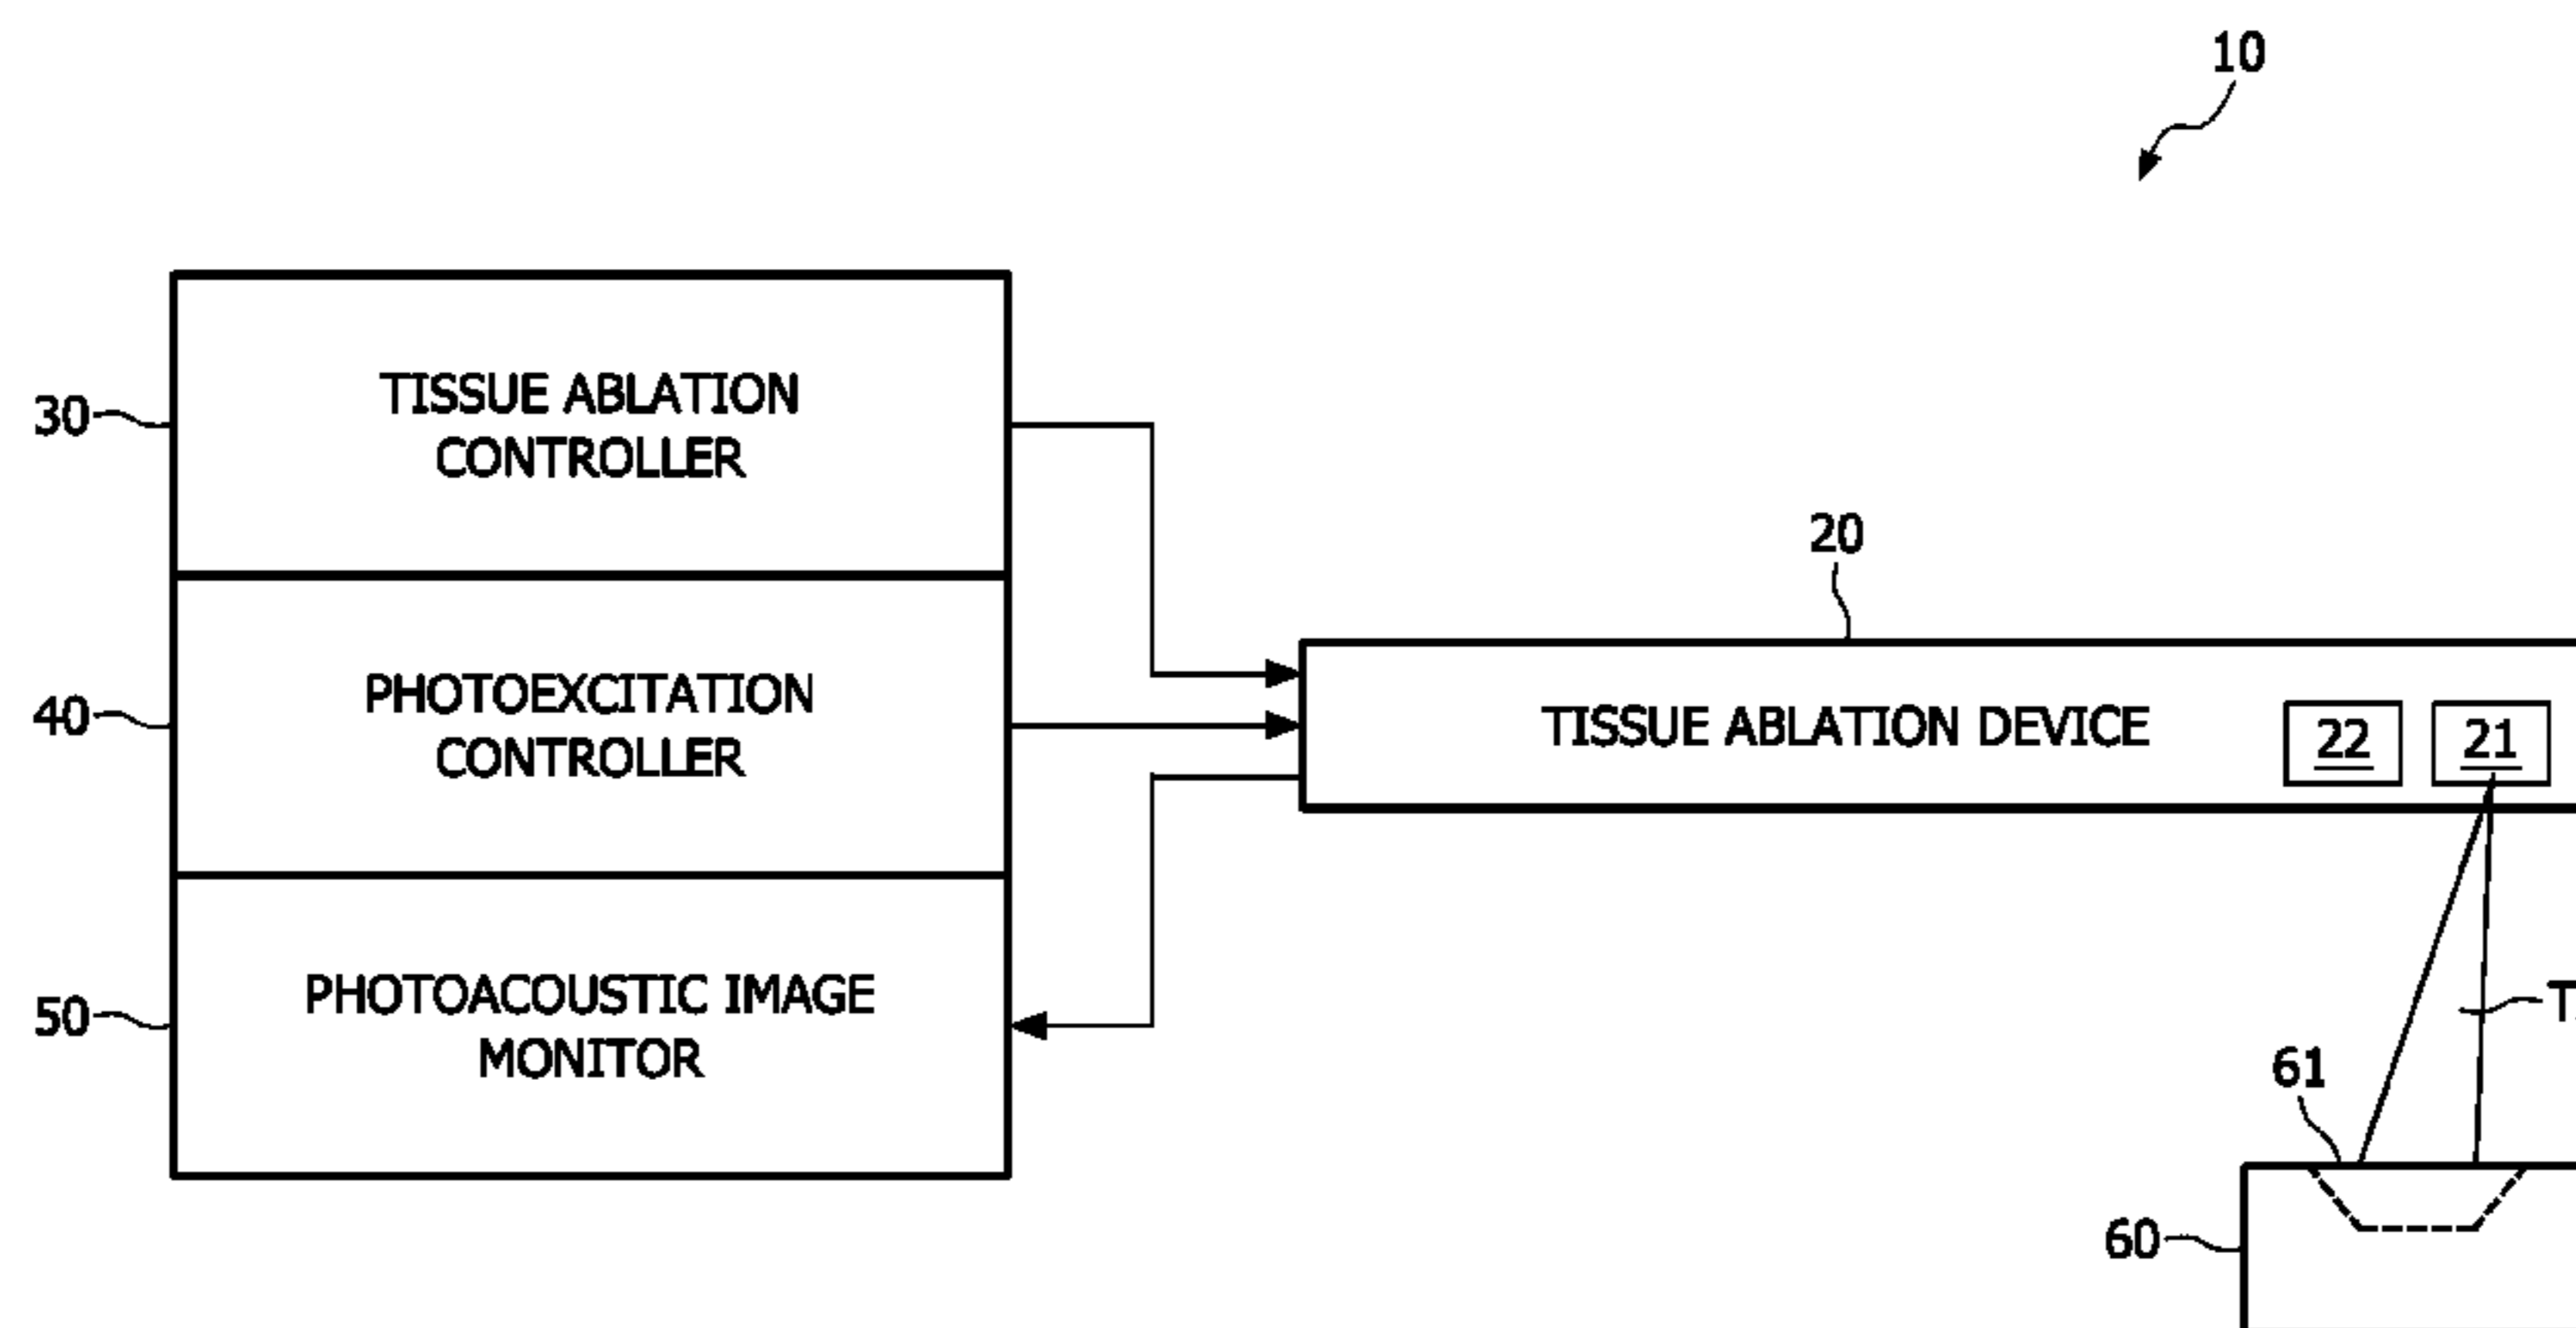 10
TISSUE ABLATION
CONTROLLER
30
20
PHOTOEXCITATION
CONTROLLER
40
TISSUE ABLATION DEVICE
22
21
PHOTOACOUSTIC IMAGE
MONITOR
50
61
60